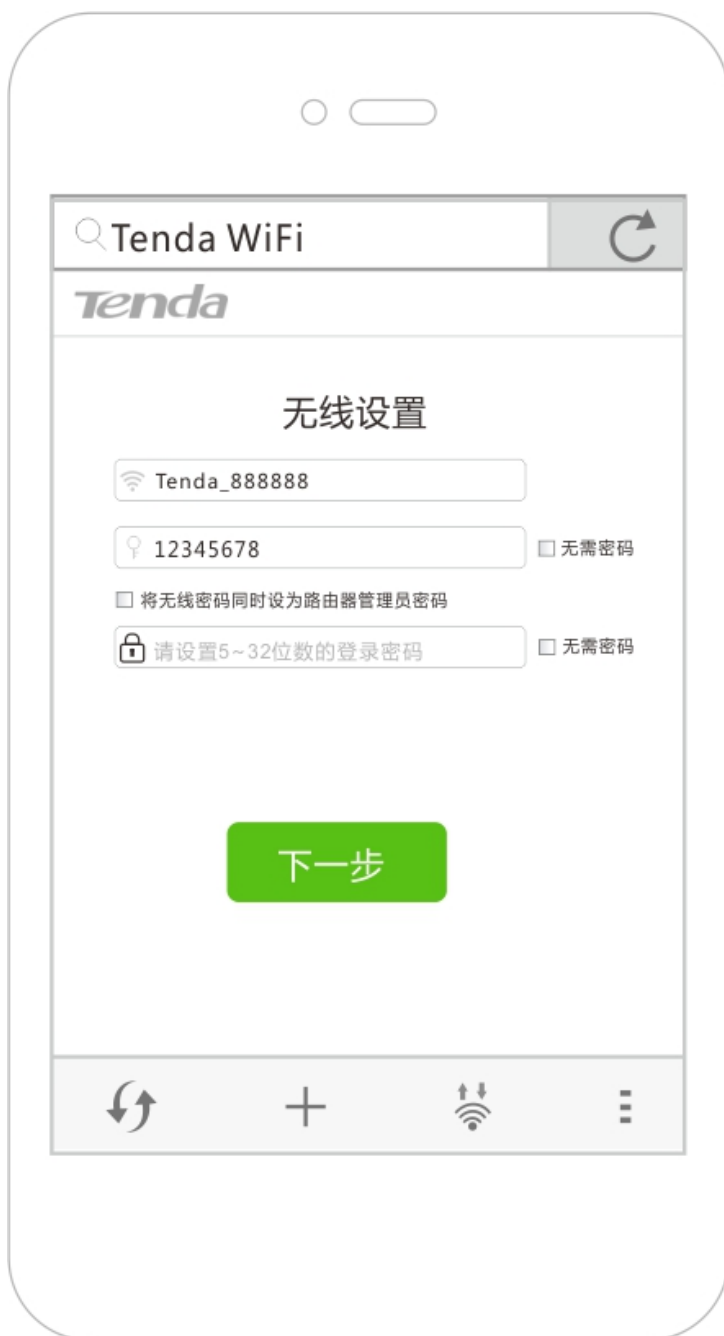 Tenda WiFi
Tenda
无线设置
Tenda_888888
12345678 无需密码
将无线密码同时设为路由器管理员密码
请设置5~32位数的登录密码 无需密码
下一步